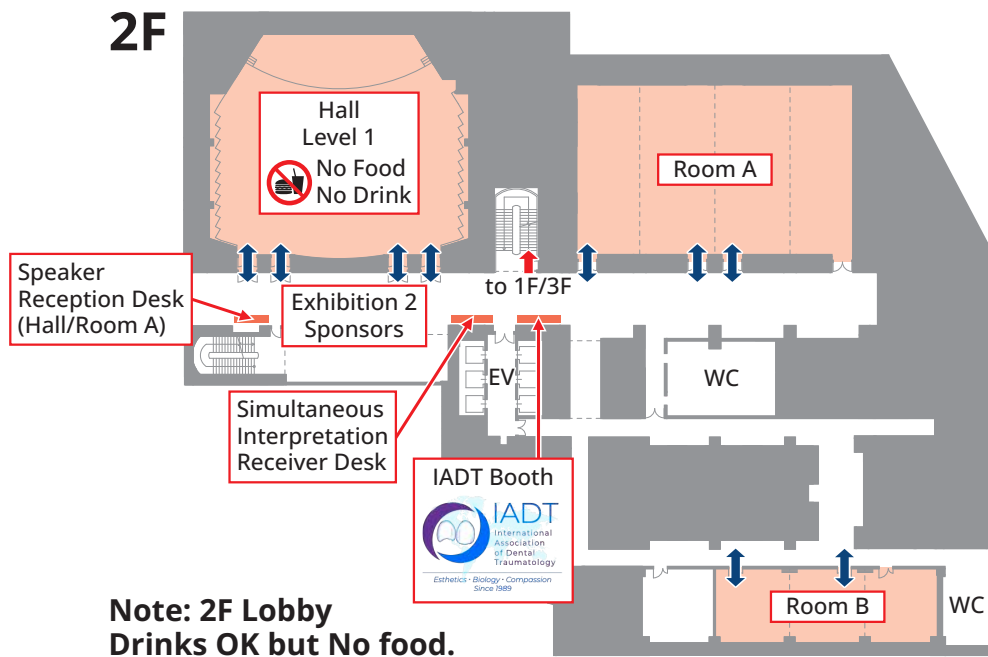 2F
Hall
Level 1
No Food
No Drink
Room A
Speaker
Reception Desk
(Hall/Room A)
Exhibition 2
Sponsors
to 1F/3F
EV
WC
Simultaneous
Interpretation
Receiver Desk
IADT Booth
IADT
International
Association
of Dental
Traumatology
Esthetics • Biology • Compassion
Since 1989
Room B
WC
Note: 2F Lobby
Drinks OK but No food.